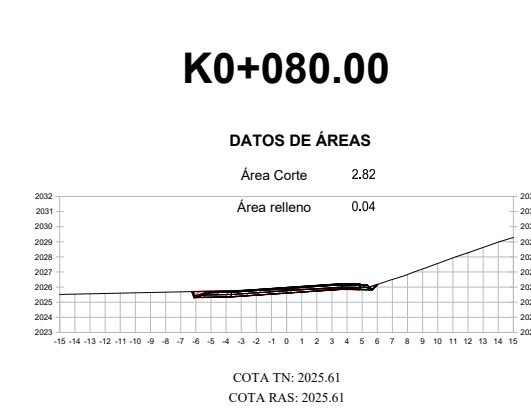 K0+080.00
DATOS DE ÁREAS
Área Corte 2.82
Área relleno 0.04
2032
2031
2030
2029
2028
2027
2026
2025
2024
2023
-15 -14 -13 -12 -11 -10 -9 -8 -7 -6 -5 -4 -3 -2 -1 0 1 2 3 4 5 6 7 8 9 10 11 12 13 14 15
COTA TN: 2025.61
COTA RAS: 2025.61